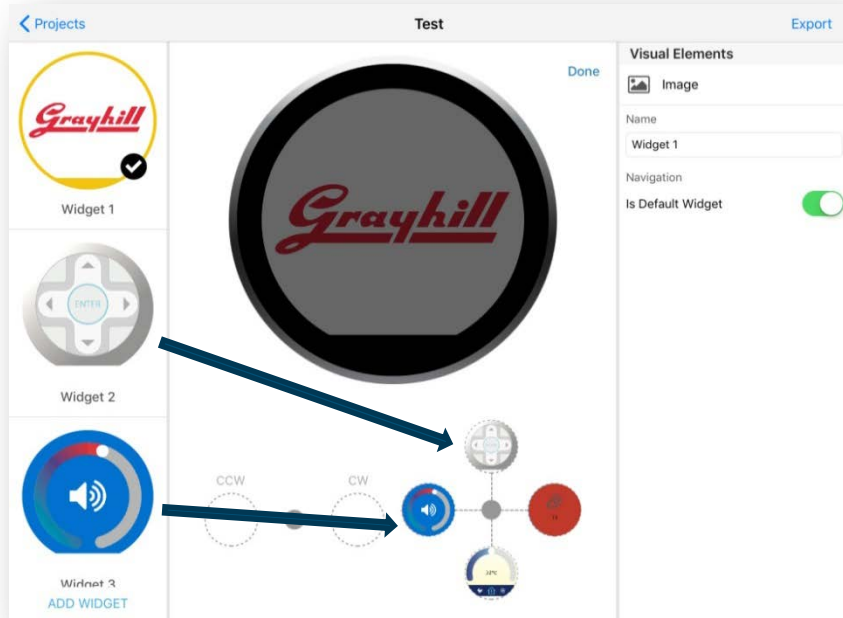 Projects
Test
Export
Grayhill
Widget 1
ENTER
Widget 2
Widget 3
ADD WIDGET
Done
Grayhill
CCW
CW
Visual Elements
Image
Name
Widget 1
Navigation
Is Default Widget